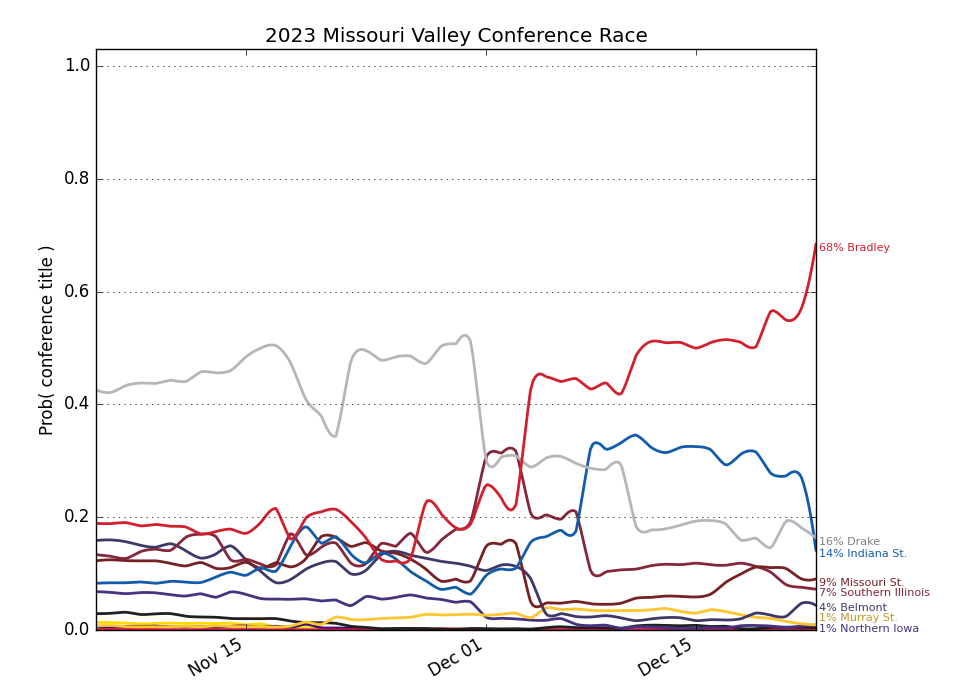 2023 Missouri Valley Conference Race
Prob( conference title )
1.0
0.8
0.6
0.4
0.2
0.0
Nov 15
Dec 01
Dec 15
68% Bradley
16% Drake
14% Indiana St.
9% Missouri St.
7% Southern Illinois
4% Belmont
1% Murray St.
1% Northern Iowa